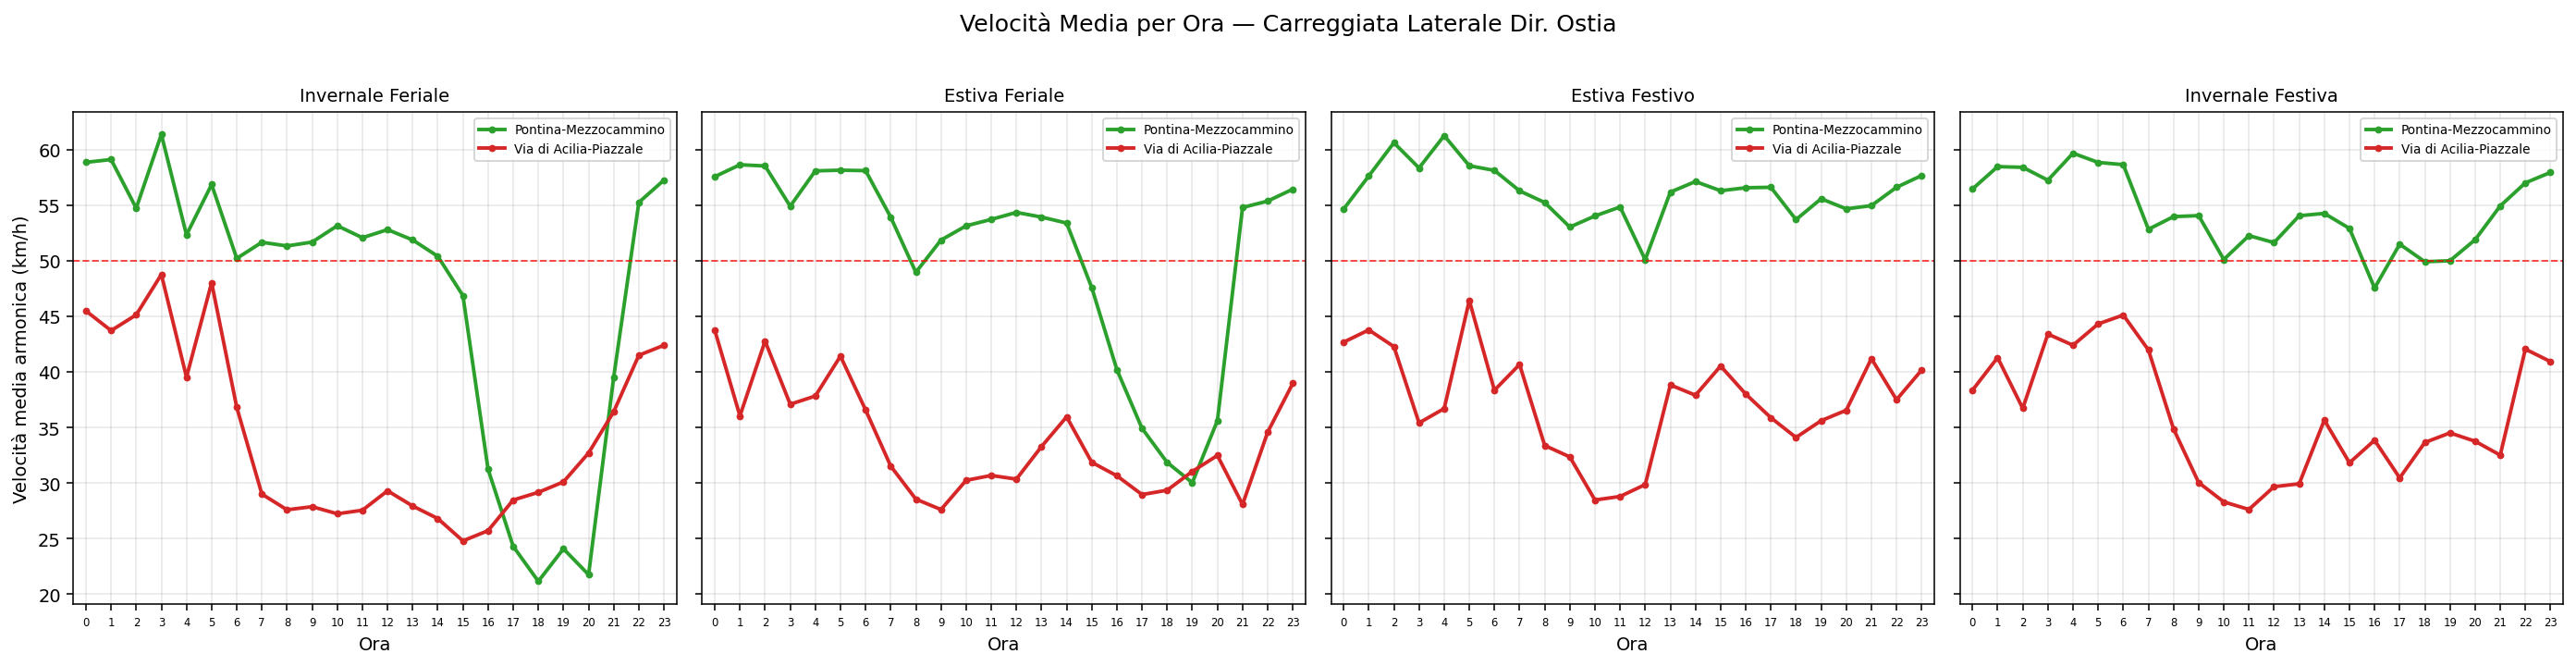 Velocità Media per Ora — Carreggiata Laterale Dir. Ostia
Invernale Feriale
Estiva Feriale
Estiva Festivo
Invernale Festiva
Velocità media armonica (km/h)
60
55
50
45
40
35
30
25
20
Pontina-Mezzocammino
Via di Acilia-Piazzale
Pontina-Mezzocammino
Via di Acilia-Piazzale
Pontina-Mezzocammino
Via di Acilia-Piazzale
Pontina-Mezzocammino
Via di Acilia-Piazzale
0 1 2 3 4 5 6 7 8 9 10 11 12 13 14 15 16 17 18 19 20 21 22 23
0 1 2 3 4 5 6 7 8 9 10 11 12 13 14 15 16 17 18 19 20 21 22 23
0 1 2 3 4 5 6 7 8 9 10 11 12 13 14 15 16 17 18 19 20 21 22 23
0 1 2 3 4 5 6 7 8 9 10 11 12 13 14 15 16 17 18 19 20 21 22 23
Ora
Ora
Ora
Ora